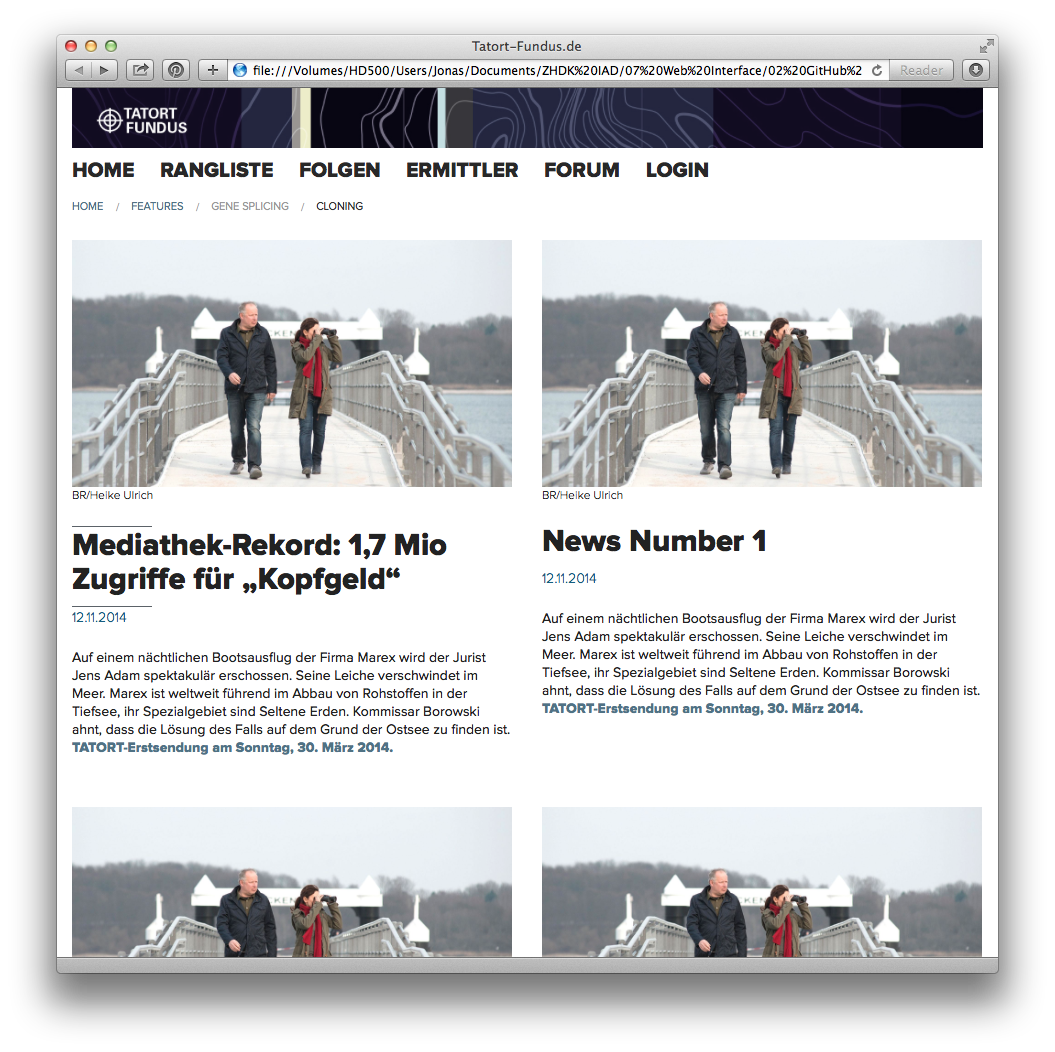 Tatort-Fundus.de
file:///Volumes/HD500/Users/Jonas/Documents/ZHDK%20IAD/07%20Web%20Interface/02%20GitHub%2
Reader
TATORT
FUNDUS
HOME RANGLISTE FOLGEN ERMITTLER FORUM LOGIN
HOME / FEATURES / GENE SPLICING / CLONING
BR/Heike Ulrich
Mediathek-Rekord: 1,7 Mio
Zugriffe für „Kopfgeld“
12.11.2014
Auf einem nächtlichen Bootsausflug der Firma Marex wird der Jurist
Jens Adam spektakulär erschossen. Seine Leiche verschwindet im
Meer. Marex ist weltweit führend im Abbau von Rohstoffen in der
Tiefsee, ihr Spezialgebiet sind Seltene Erden. Kommissar Borowski
ahnt, dass die Lösung des Falls auf dem Grund der Ostsee zu finden ist.
TATORT-Erstsendung am Sonntag, 30. März 2014.
BR/Heike Ulrich
News Number 1
12.11.2014
Auf einem nächtlichen Bootsausflug der Firma Marex wird der Jurist
Jens Adam spektakulär erschossen. Seine Leiche verschwindet im
Meer. Marex ist weltweit führend im Abbau von Rohstoffen in der
Tiefsee, ihr Spezialgebiet sind Seltene Erden. Kommissar Borowski
ahnt, dass die Lösung des Falls auf dem Grund der Ostsee zu finden ist.
TATORT-Erstsendung am Sonntag, 30. März 2014.